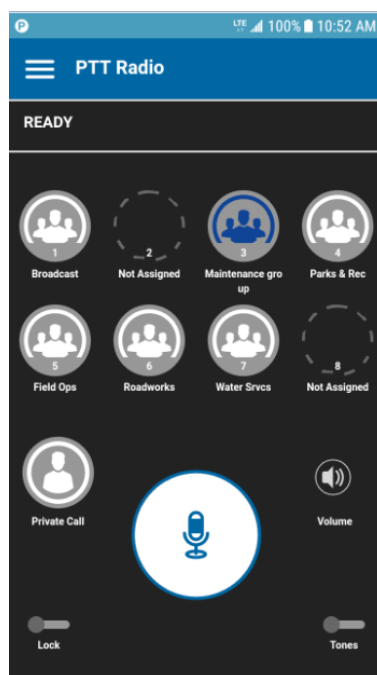 P LTE 100% 10:52 AM
PTT Radio
READY
1 2 3 4
Broadcast Not Assigned Maintenance gro Parks & Rec
up
5 6 7 8
Field Ops Roadworks Water Srvcs Not Assigned
Private Call Volume
Lock Tones